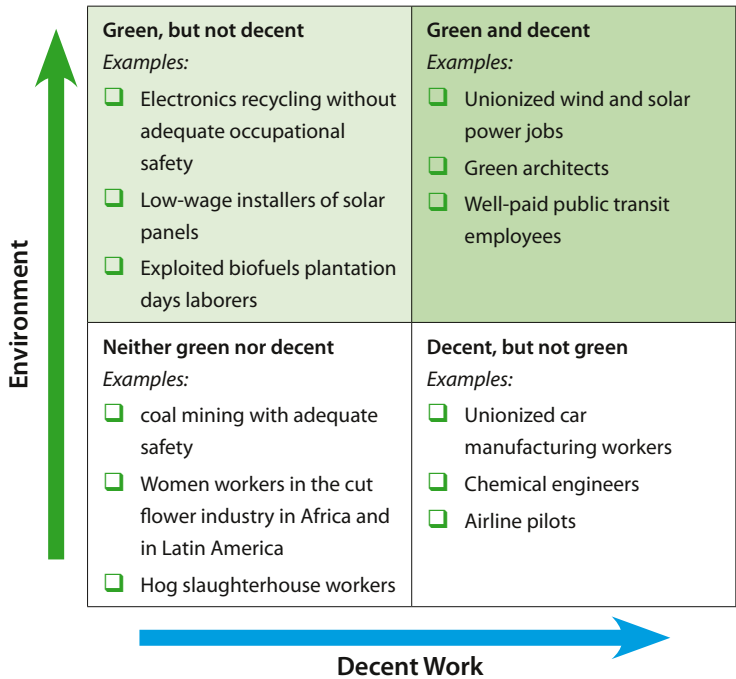 Environment
Green, but not decent
Examples:
Electronics recycling without
adequate occupational
safety
Low-wage installers of solar
panels
Exploited biofuels plantation
days laborers
Green and decent
Examples:
Unionized wind and solar
power jobs
Green architects
Well-paid public transit
employees
Neither green nor decent
Examples:
coal mining with adequate
safety
Women workers in the cut
flower industry in Africa and
in Latin America
Hog slaughterhouse workers
Decent, but not green
Examples:
Unionized car
manufacturing workers
Chemical engineers
Airline pilots
Decent Work